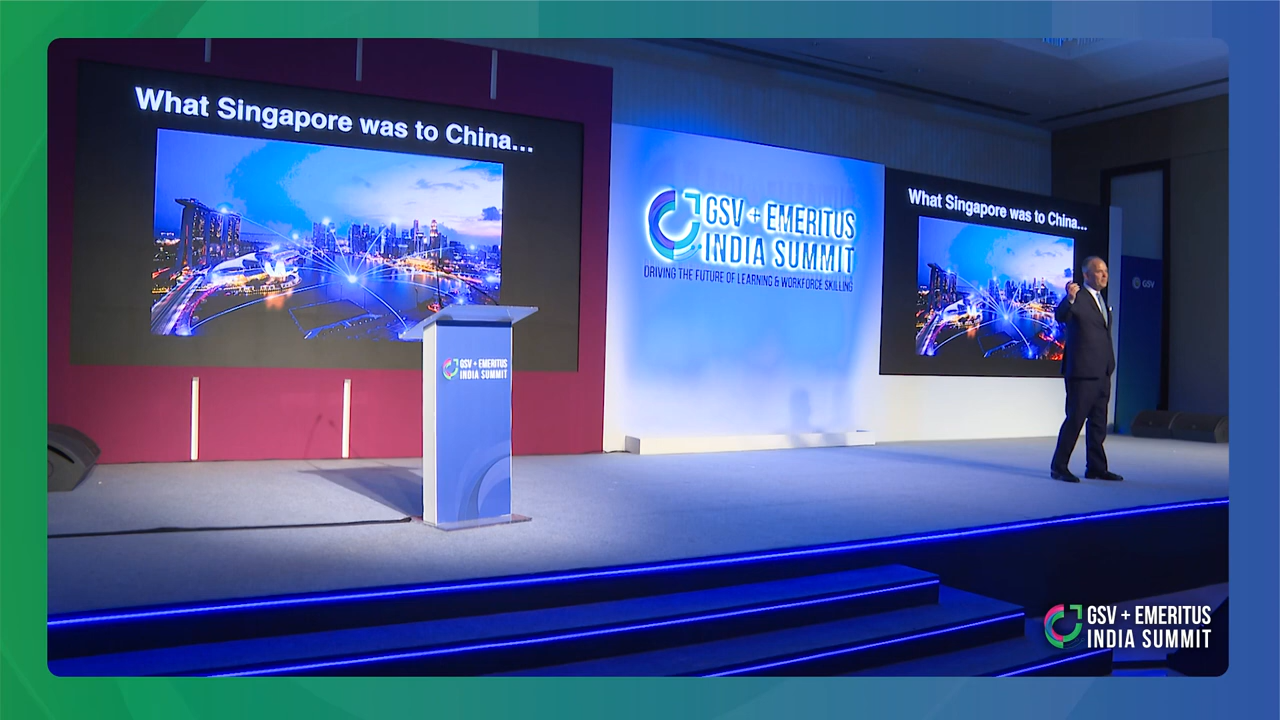 What Singapore was to China...
GSV + EMERITUS
INDIA SUMMIT
DRIVING THE FUTURE OF LEARNING & WORKFORCE SKILLING
What Singapore was to China...
GSV
GSV + EMERITUS
INDIA SUMMIT
GSV + EMERITUS
INDIA SUMMIT